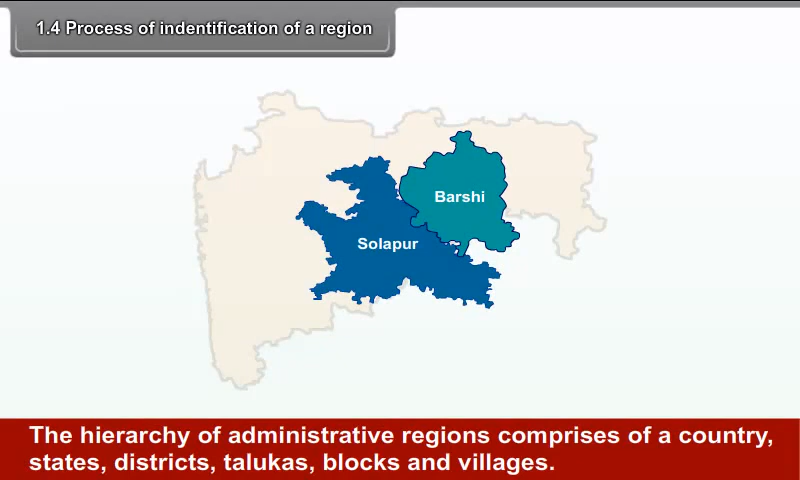 1.4 Process of indentification of a region
Barshi
Solapur
The hierarchy of administrative regions comprises of a country,
states, districts, talukas, blocks and villages.